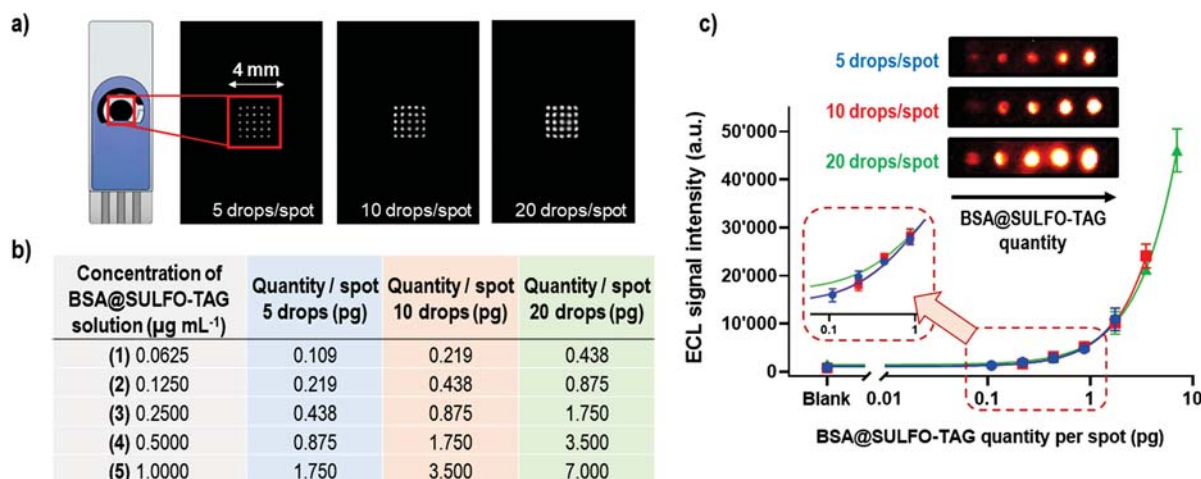 a)
4 mm
5 drops/spot
10 drops/spot
20 drops/spot
b)
Concentration of BSA@SULFO-TAG solution (µg mL⁻¹)
Quantity / spot 5 drops (pg)
Quantity / spot 10 drops (pg)
Quantity / spot 20 drops (pg)
(1) 0.0625 0.109 0.219 0.438
(2) 0.1250 0.219 0.438 0.875
(3) 0.2500 0.438 0.875 1.750
(4) 0.5000 0.875 1.750 3.500
(5) 1.0000 1.750 3.500 7.000
c)
5 drops/spot
10 drops/spot
20 drops/spot
BSA@SULFO-TAG
quantity
ECL signal intensity (a.u.)
50'000
40'000
30'000
20'000
10'000
0
0.1
1
Blank
0.01
0.1
1
10
BSA@SULFO-TAG quantity per spot (pg)